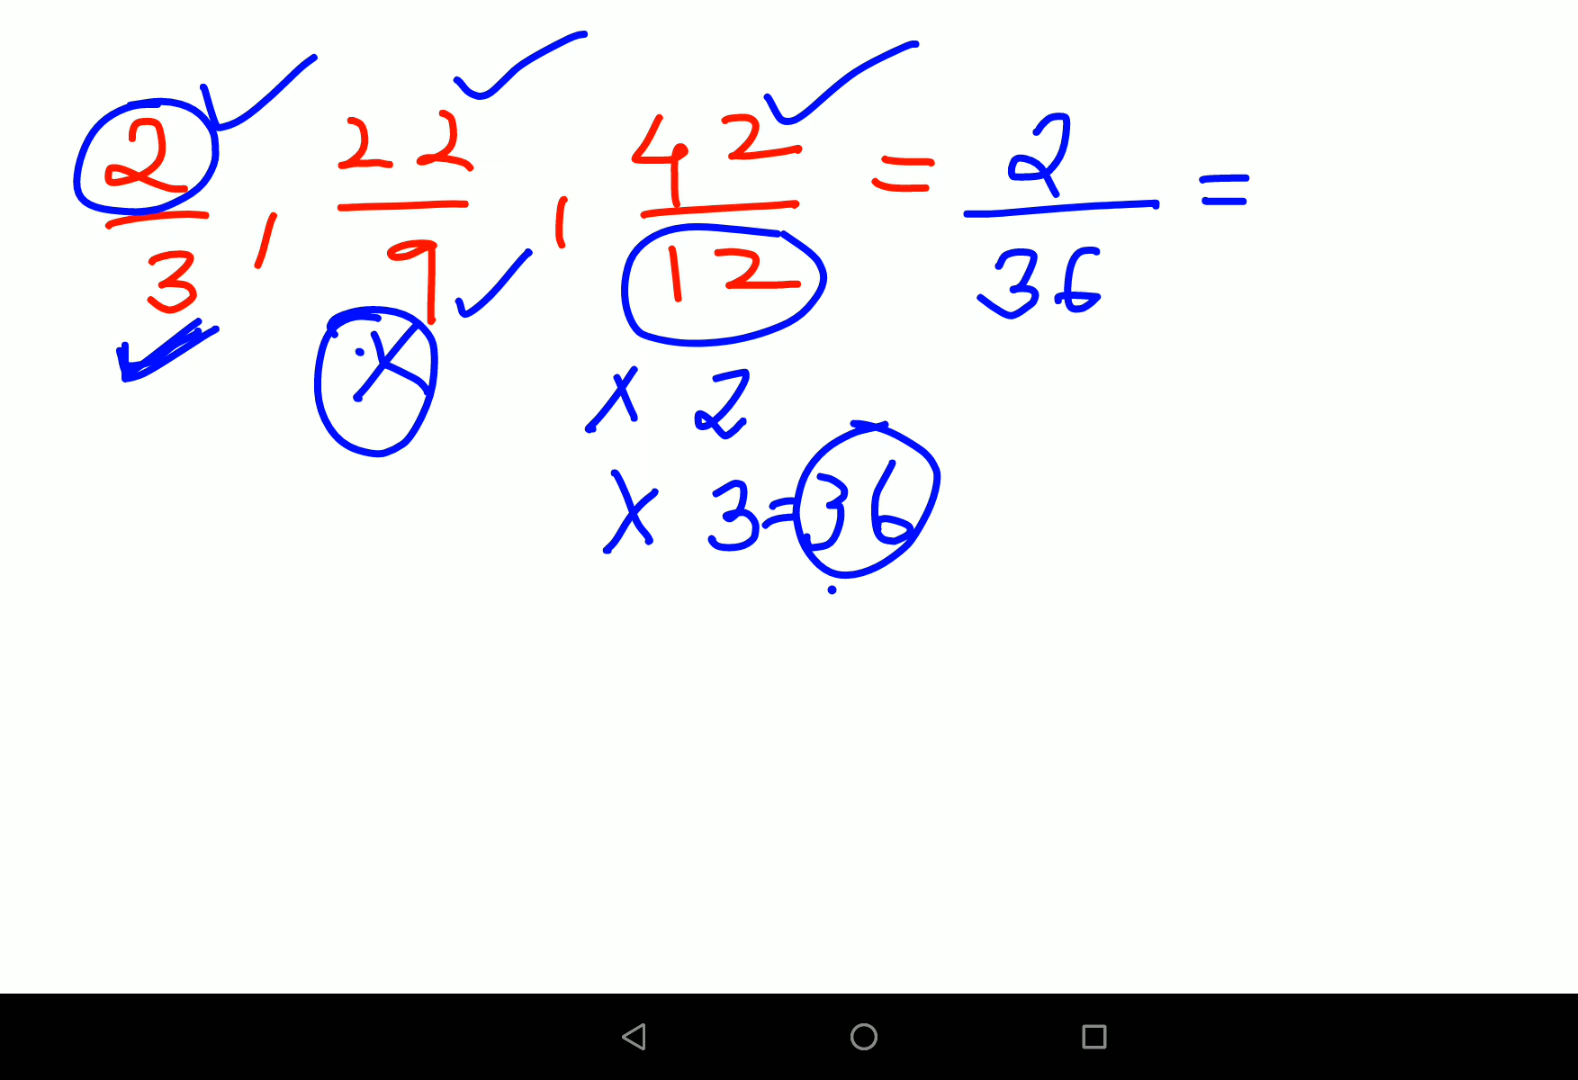 2/3 , 22/9 , 42/12 = 2/36 =
× 2
× 3 = 36